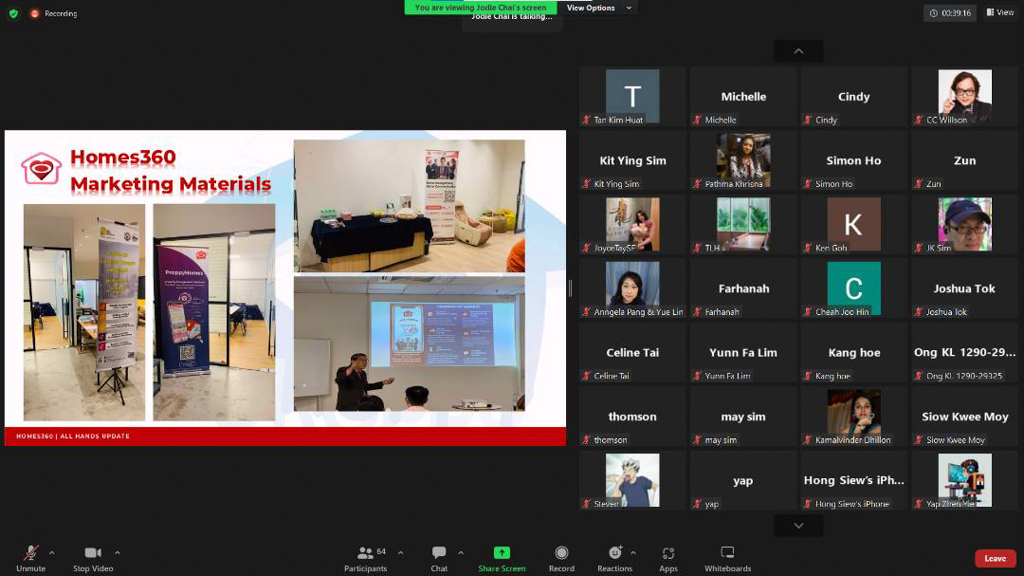 Recording
You are viewing Jodie Chai's screen
View Options
Jodie Chai is talking...
00:39:16
View
Homes360
Marketing Materials
PreppyHomes
HOMES360 | ALL HANDS UPDATE
T
Tan Kim Huat
Michelle
Michelle
Cindy
Cindy
CC Willson
Kit Ying Sim
Kit Ying Sim
Pathma Khrisna
Simon Ho
Simon Ho
Zun
Zun
JoyceTaySF
TLH
K
Ken Goh
JK Sim
Anngela Pang & Yue Lin
Farhanah
Farhanah
C
Cheah Joo Hin
Joshua Tok
Joshua Tok
Celine Tai
Celine Tai
Yunn Fa Lim
Yunn Fa Lim
Kang hoe
Kang hoe
Ong KL 1290-29...
Ong KL 1290-29325
thomson
thomson
may sim
may sim
Kamalvinder Dhillon
Siow Kwee Moy
Siow Kwee Moy
Steven
yap
yap
Hong Siew's iPh...
Hong Siew's iPhone
Yap ZhenYie
Unmute
Stop Video
64
Participants
Chat
Share Screen
Record
Reactions
Apps
Whiteboards
Leave